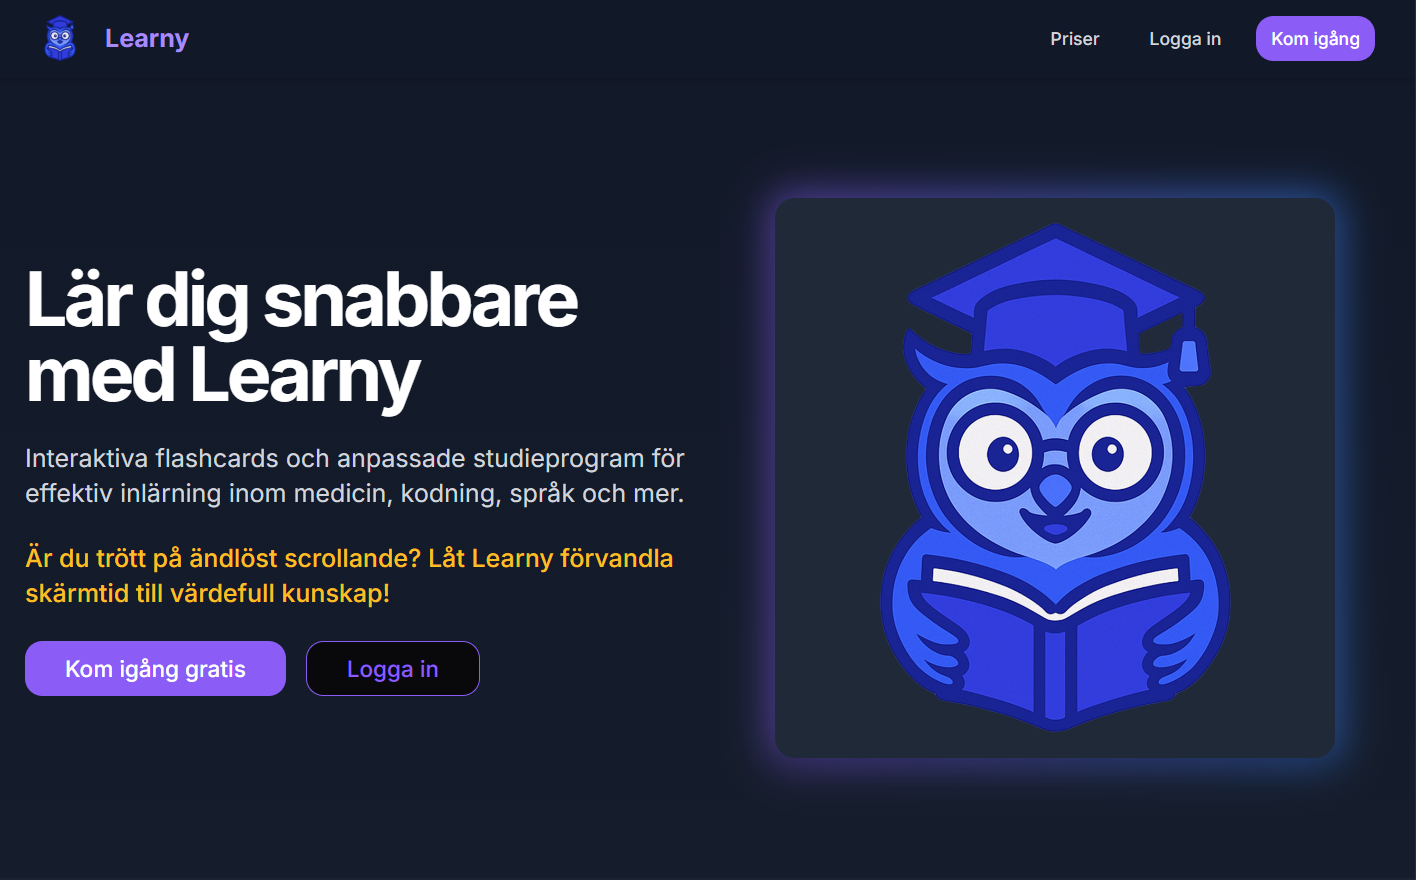 Learny
Priser
Logga in
Kom igång
Lär dig snabbare
med Learny
Interaktiva flashcards och anpassade studieprogram för
effektiv inlärning inom medicin, kodning, språk och mer.
Är du trött på ändlöst scrollande? Låt Learny förvandla
skärmtid till värdefull kunskap!
Kom igång gratis
Logga in